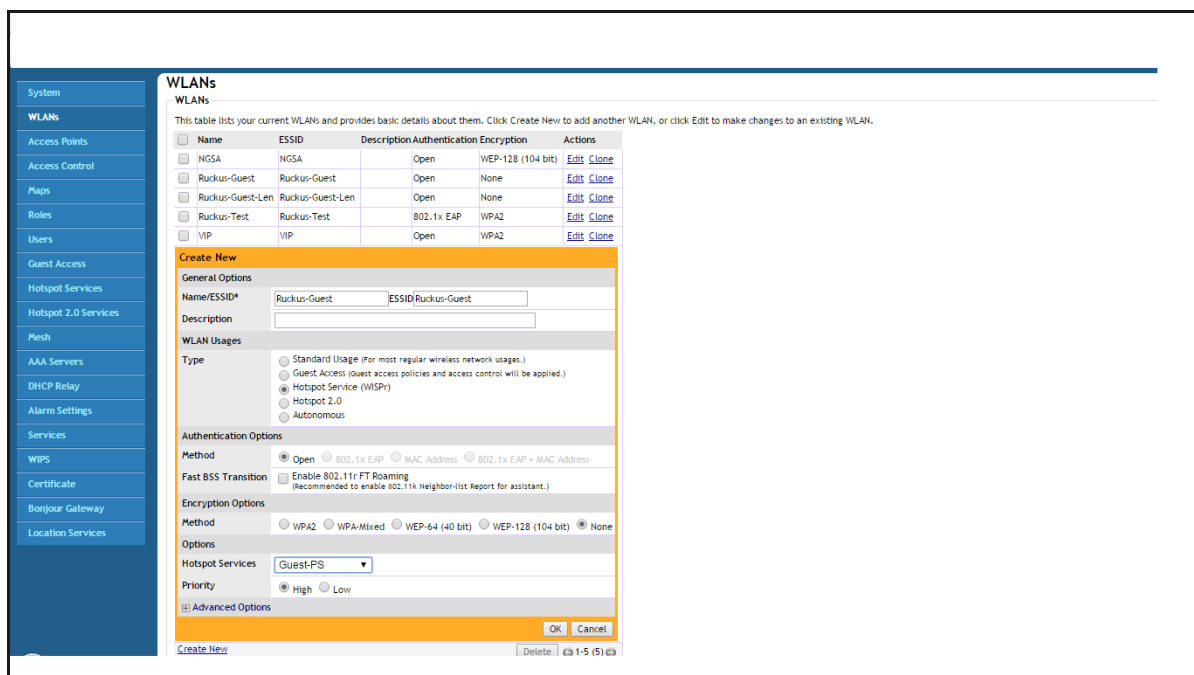 System
WLANs
Access Points
Access Control
Maps
Roles
Users
Guest Access
Hotspot Services
Hotspot 2.0 Services
Mesh
AAA Servers
DHCP Relay
Alarm Settings
Services
WIPS
Certificate
Bonjour Gateway
Location Services
WLANs
WLANs
This table lists your current WLANs and provides basic details about them. Click Create New to add another WLAN, or click Edit to make changes to an existing WLAN.
Name ESSID Description Authentication Encryption Actions
NGSA NGSA Open WEP-128 (104 bit) Edit Clone
Ruckus-Guest Ruckus-Guest Open None Edit Clone
Ruckus-Guest-Len Ruckus-Guest-Len Open None Edit Clone
Ruckus-Test Ruckus-Test 802.1x EAP WPA2 Edit Clone
VIP VIP Open WPA2 Edit Clone
Create New
General Options
Name/ESSID* Ruckus-Guest ESSID Ruckus-Guest
Description
WLAN Usages
Type Standard Usage (For most regular wireless network usages.)
Guest Access (Guest access policies and access control will be applied.)
Hotspot Service (WISPr)
Hotspot 2.0
Autonomous
Authentication Options
Method Open 802.1x EAP MAC Address 802.1x EAP + MAC Address
Fast BSS Transition Enable 802.11r FT Roaming
(Recommended to enable 802.11k Neighbor-list Report for assistant.)
Encryption Options
Method WPA2 WPA-Mixed WEP-64 (40 bit) WEP-128 (104 bit) None
Options
Hotspot Services Guest-PS
Priority High Low
Advanced Options
OK Cancel
Create New Delete 1-5 (5)